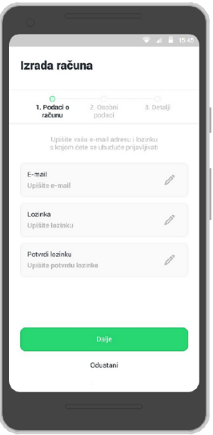 15:45
Izrada računa
1. Podaci o
računu
2. Osobni
podaci
3. Detalji
Upišite vašu e-mail adresu i lozinku
s kojom ćete se ubuduće prijavljivati
E-mail
Upišite e-mail
Lozinka
Upišite lozinku
Potvrdi lozinku
Upišite potvrdu lozinke
Dalje
Odustani